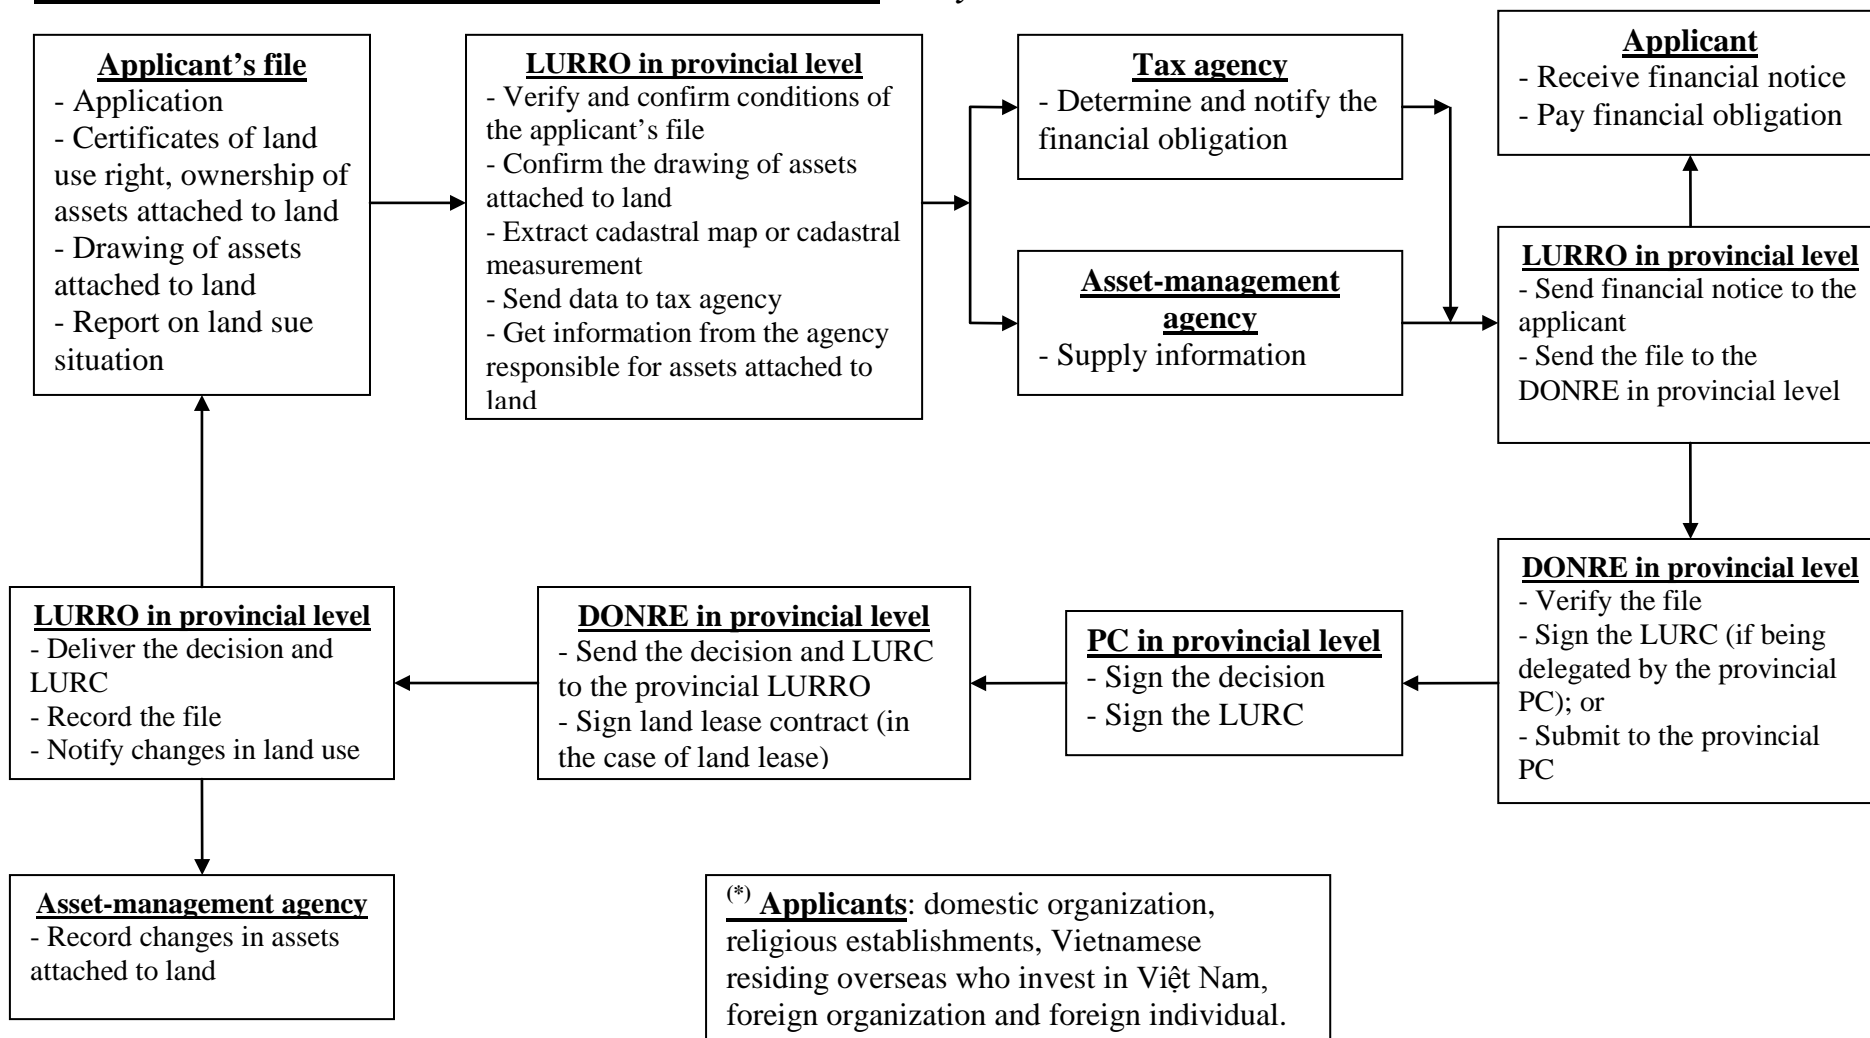 Applicant’s file
- Application
- Certificates of land
use right, ownership of
assets attached to land
- Drawing of assets
attached to land
- Report on land sue
situation
LURRO in provincial level
- Verify and confirm conditions of
the applicant’s file
- Confirm the drawing of assets
attached to land
- Extract cadastral map or cadastral
measurement
- Send data to tax agency
- Get information from the agency
responsible for assets attached to
land
Tax agency
- Determine and notify the
financial obligation
Asset-management
agency
- Supply information
Applicant
- Receive financial notice
- Pay financial obligation
LURRO in provincial level
- Send financial notice to the
applicant
- Send the file to the
DONRE in provincial level
DONRE in provincial level
- Verify the file
- Sign the LURC (if being
delegated by the provincial
PC); or
- Submit to the provincial
PC
PC in provincial level
- Sign the decision
- Sign the LURC
DONRE in provincial level
- Send the decision and LURC
to the provincial LURRO
- Sign land lease contract (in
the case of land lease)
LURRO in provincial level
- Deliver the decision and
LURC
- Record the file
- Notify changes in land use
Asset-management agency
- Record changes in assets
attached to land
(*) Applicants: domestic organization,
religious establishments, Vietnamese
residing overseas who invest in Việt Nam,
foreign organization and foreign individual.